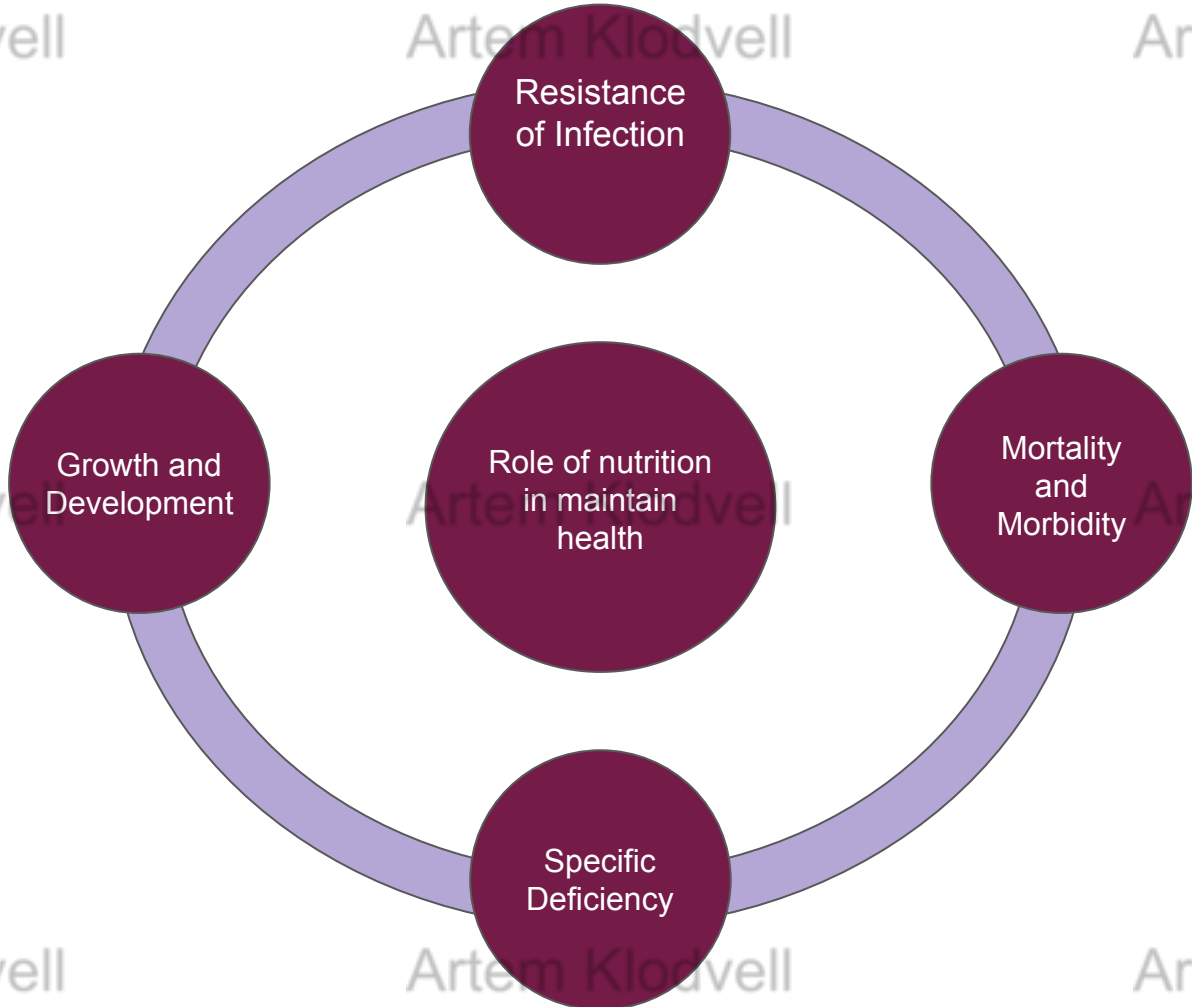 Artem Klodvell
Resistance
of Infection
Growth and
Development
Role of nutrition
in maintain
health
Artem Klodvell
Mortality
and
Morbidity
Specific
Deficiency
Artem Klodvell